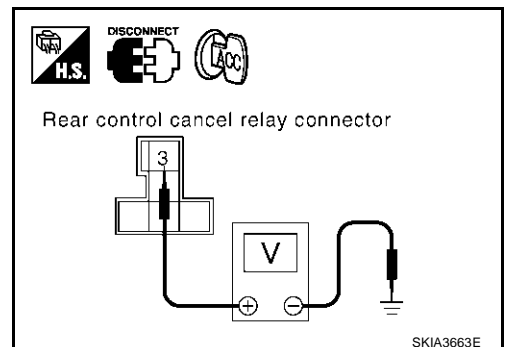 H.S.
DISCONNECT
ACC
Rear control cancel relay connector
3
V
+ −
SKIA3663E